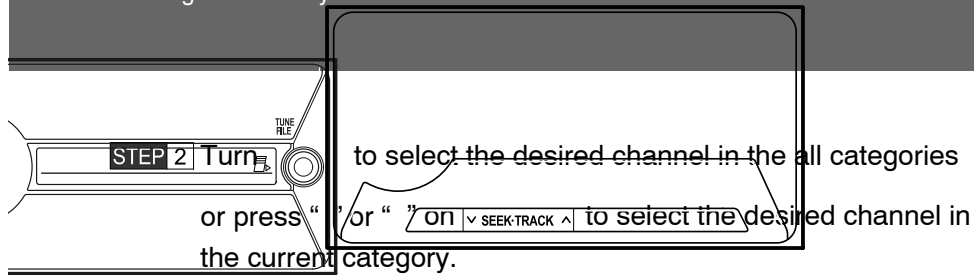 TUNE
FILE
STEP 2 Turn to select the desired channel in the all categories
or press “ ” or “ ” on ∨ SEEK·TRACK ∧ to select the desired channel in
the current category.